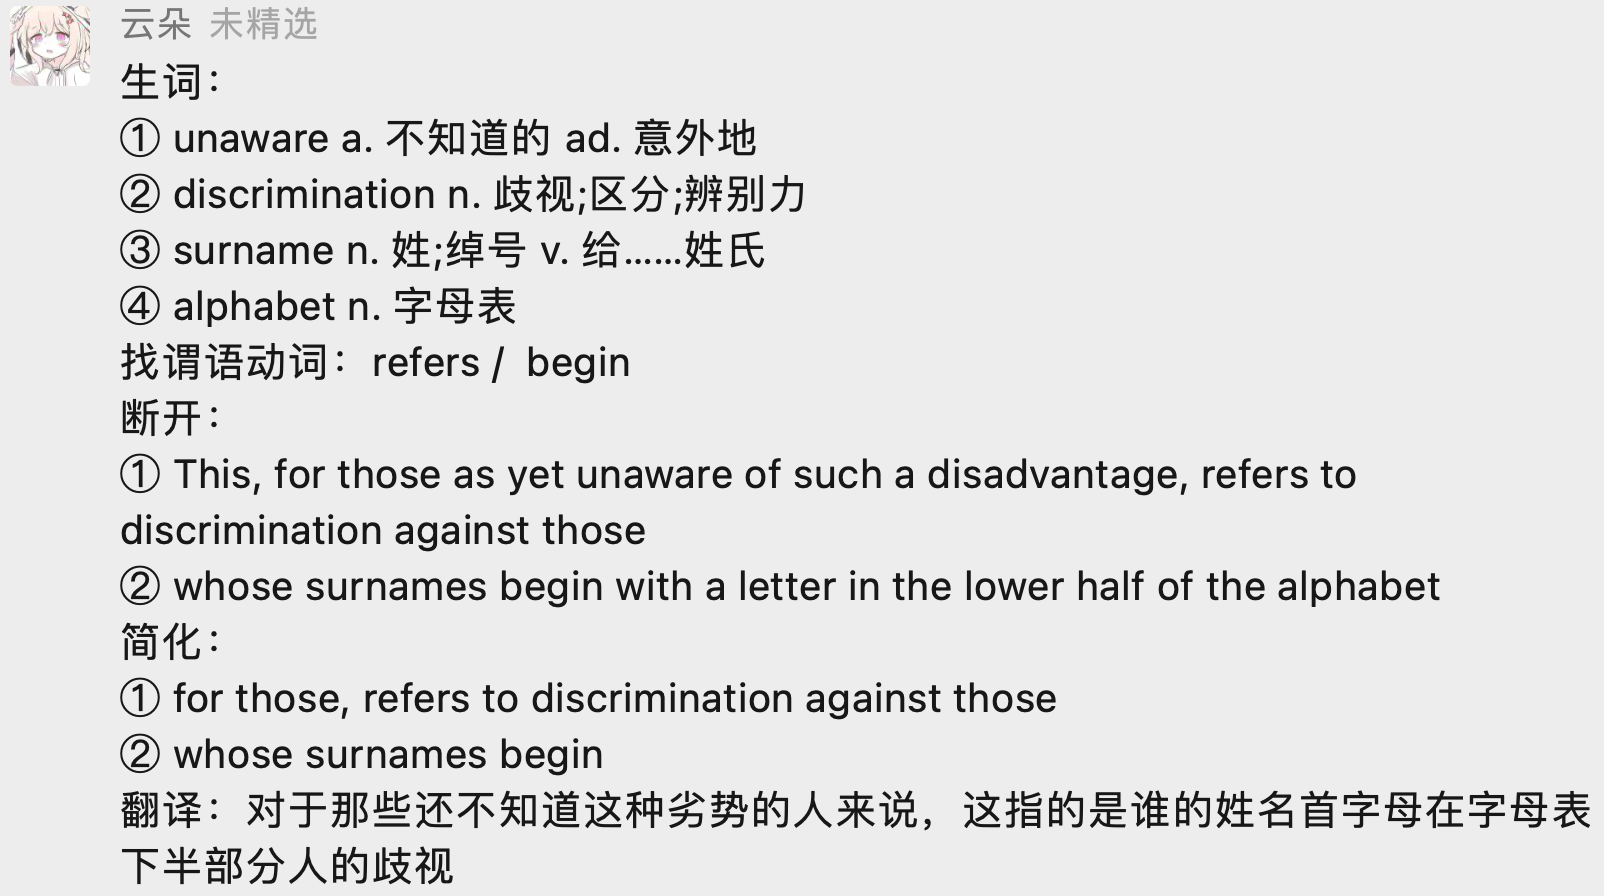 云朵 未精选
生词：
① unaware a. 不知道的 ad. 意外地
② discrimination n. 歧视;区分;辨别力
③ surname n. 姓;绰号 v. 给……姓氏
④ alphabet n. 字母表
找谓语动词：refers / begin
断开：
① This, for those as yet unaware of such a disadvantage, refers to
discrimination against those
② whose surnames begin with a letter in the lower half of the alphabet
简化：
① for those, refers to discrimination against those
② whose surnames begin
翻译：对于那些还不知道这种劣势的人来说，这指的是谁的姓名首字母在字母表
下半部分人的歧视